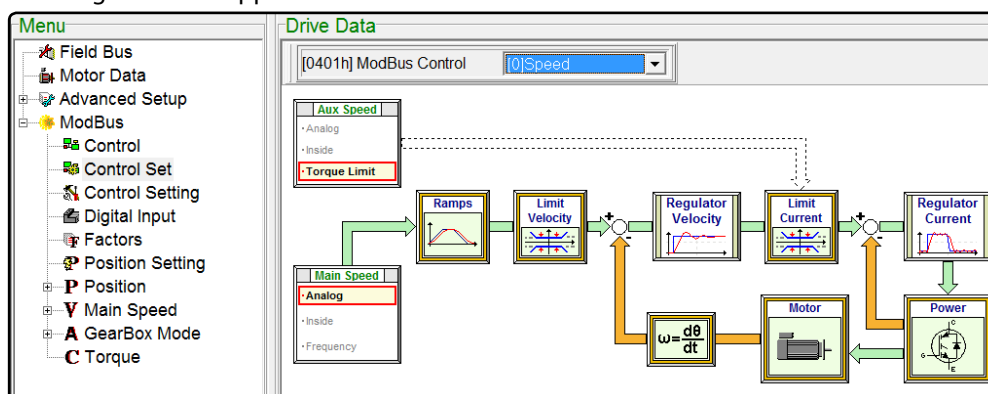 Menu
Field Bus
Motor Data
Advanced Setup
ModBus
Control
Control Set
Control Setting
Digital Input
Factors
Position Setting
P Position
V Main Speed
A GearBox Mode
C Torque
Drive Data
[0401h] ModBus Control [0]Speed
Aux Speed
·Analog
·Inside
·Torque Limit
Main Speed
·Analog
·Inside
·Frequency
Ramps
Limit
Velocity
+
-
Regulator
Velocity
Limit
Current
+
-
Regulator
Current
ω=dθ/dt
Motor
Power
C
G
E